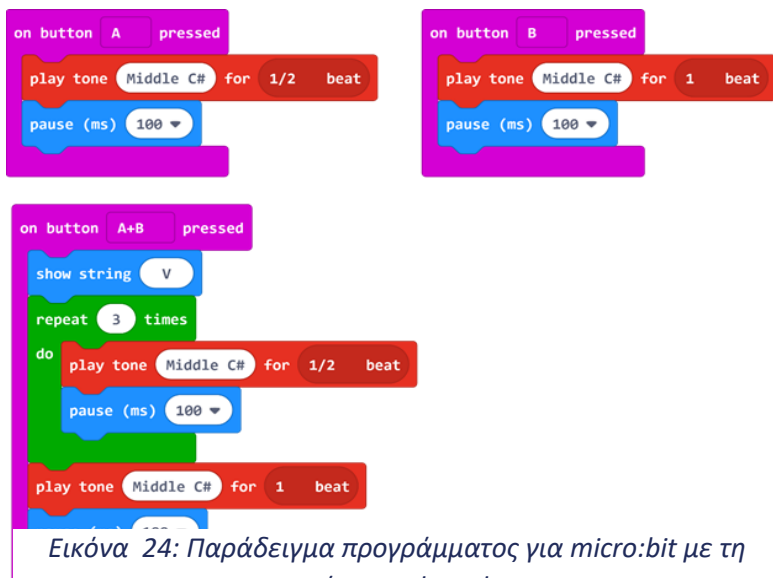 on button A pressed
play tone Middle C# for 1/2 beat
pause (ms) 100
on button B pressed
play tone Middle C# for 1 beat
pause (ms) 100
on button A+B pressed
show string V
repeat 3 times
do
play tone Middle C# for 1/2 beat
pause (ms) 100
play tone Middle C# for 1 beat
Εικόνα 24: Παράδειγμα προγράμματος για micro:bit με τη